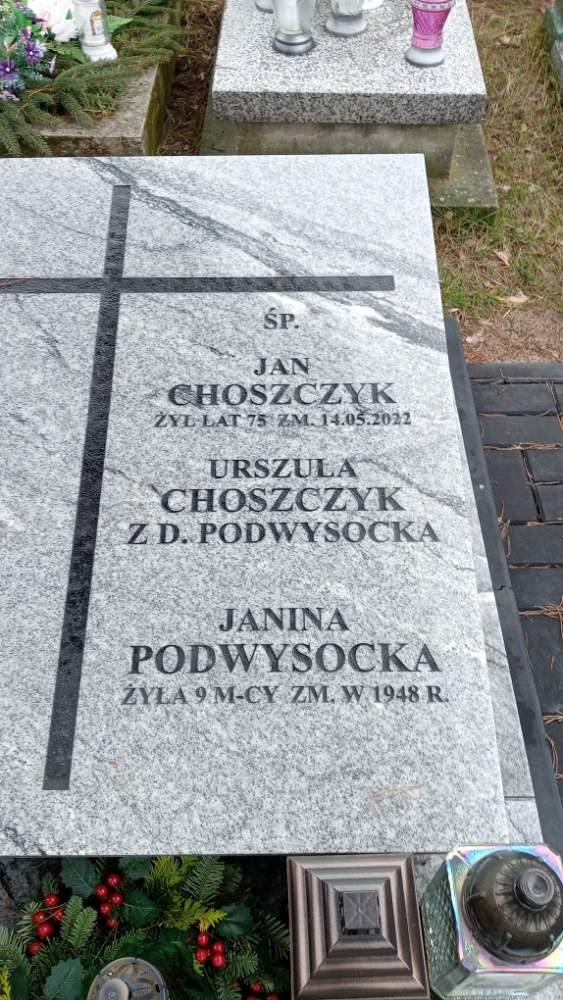 ŚP.
JAN
CHOSZCZYK
ŻYŁ LAT 75 ZM. 14.05.2022
URSZULA
CHOSZCZYK
Z D. PODWYSOCKA
JANINA
PODWYSOCKA
ŻYŁA 9 M-CY ZM. W 1948 R.